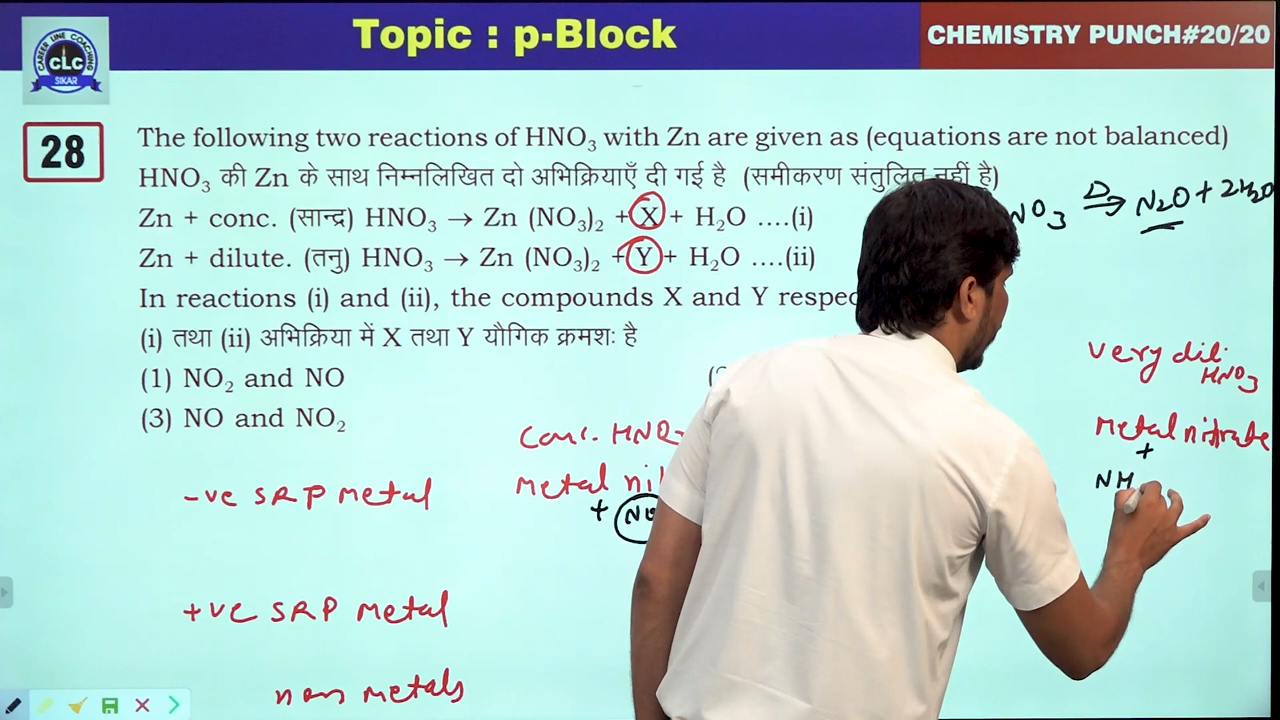 Topic : p-Block
CHEMISTRY PUNCH#20/20
CAREER LINE COACHING
CLC
SIKAR
28
The following two reactions of HNO₃ with Zn are given as (equations are not balanced)
HNO₃ की Zn के साथ निम्नलिखित दो अभिक्रियाएँ दी गई है (समीकरण संतुलित नहीं है)
Zn + conc. (सान्द्र) HNO₃ → Zn (NO₃)₂ + X + H₂O ....(i)
Zn + dilute. (तनु) HNO₃ → Zn (NO₃)₂ + Y + H₂O ....(ii)
In reactions (i) and (ii), the compounds X and Y
(i) तथा (ii) अभिक्रिया में X तथा Y यौगिक क्रमशः है
(1) NO₂ and NO
(3) NO and NO₂
NO₃ →Δ N₂O + 2H₂O
very dil.
HNO₃
Conc. HNO₃
metal nitrate
+
NH
-ve SRP metal
metal
+
+ve SRP metal
non metals